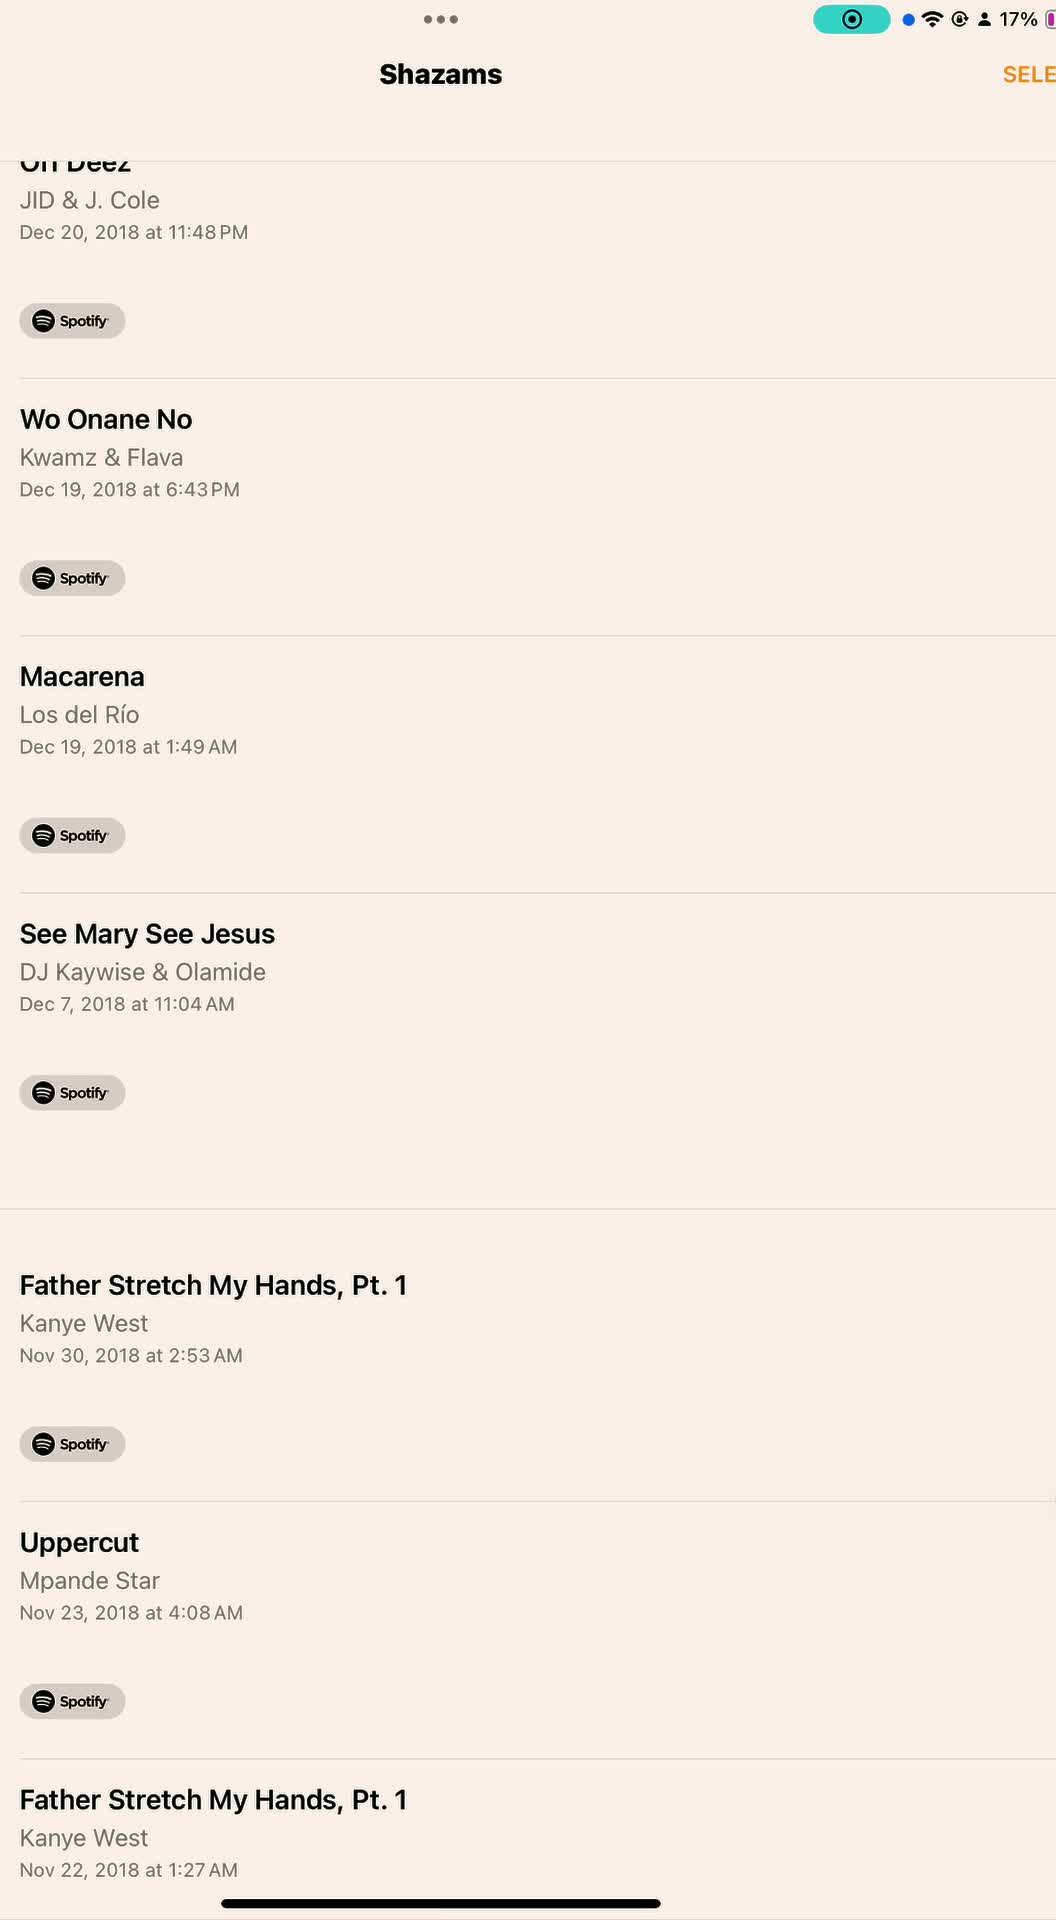 17%
Shazams
Off Deez
JID & J. Cole
Dec 20, 2018 at 11:48 PM
Spotify
Wo Onane No
Kwamz & Flava
Dec 19, 2018 at 6:43 PM
Spotify
Macarena
Los del Río
Dec 19, 2018 at 1:49 AM
Spotify
See Mary See Jesus
DJ Kaywise & Olamide
Dec 7, 2018 at 11:04 AM
Spotify
Father Stretch My Hands, Pt. 1
Kanye West
Nov 30, 2018 at 2:53 AM
Spotify
Uppercut
Mpande Star
Nov 23, 2018 at 4:08 AM
Spotify
Father Stretch My Hands, Pt. 1
Kanye West
Nov 22, 2018 at 1:27 AM